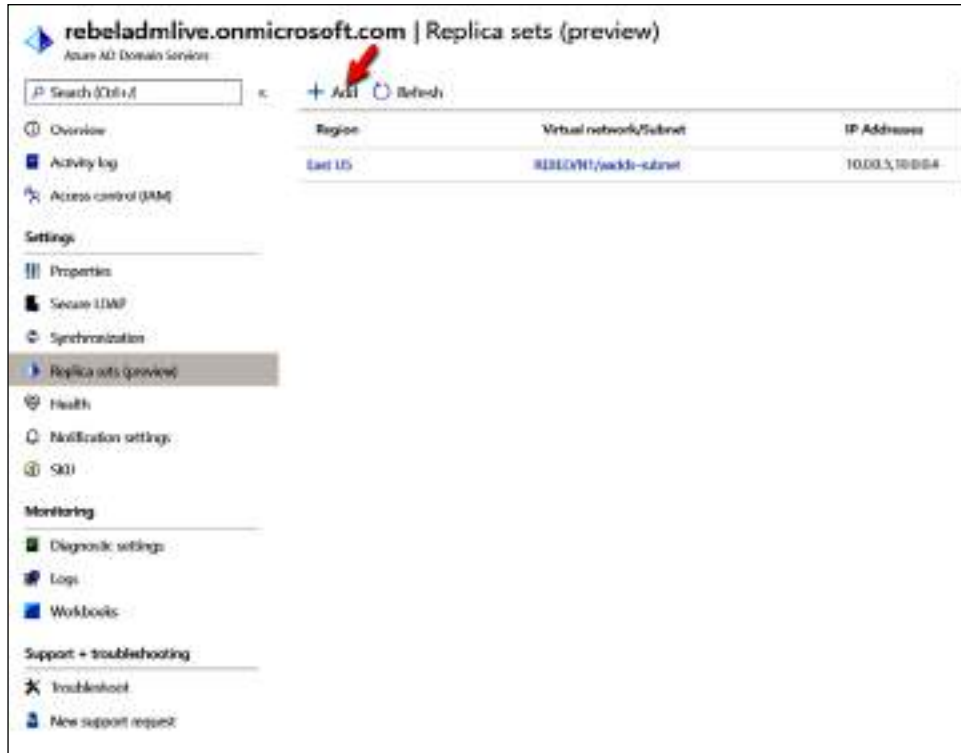 rebeladmlive.onmicrosoft.com | Replica sets (preview)
Azure AD Domain Services
Search (Ctrl+/)
«
+ Add Refresh
Region Virtual network/Subnet IP Addresses
East US /aadds-subnet 10.0.0.5,10.0.0.4
Overview
Activity log
Access control (IAM)
Settings
Properties
Secure LDAP
Synchronization
Replica sets (preview)
Health
Notification settings
SKU
Monitoring
Diagnostic settings
Logs
Workbooks
Support + troubleshooting
Troubleshoot
New support request